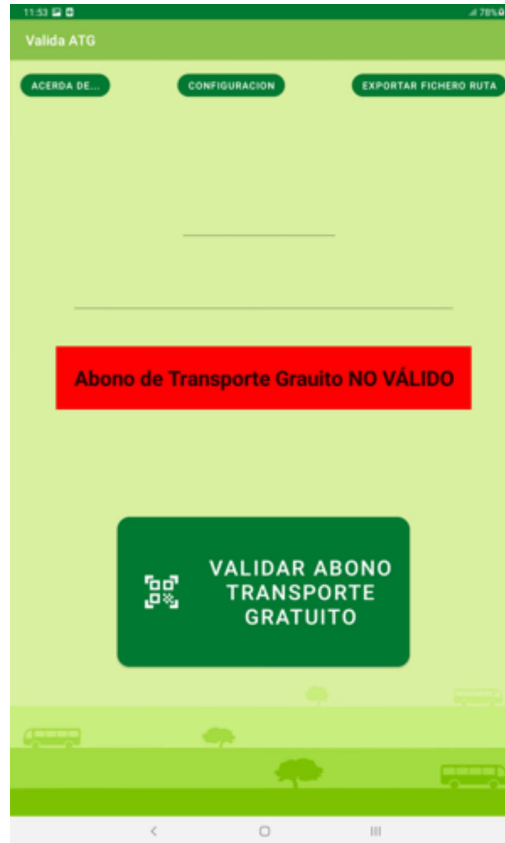 11:53
78%
Valida ATG
ACERDA DE...
CONFIGURACION
EXPORTAR FICHERO RUTA
Abono de Transporte Grauito NO VÁLIDO
VALIDAR ABONO
TRANSPORTE
GRATUITO